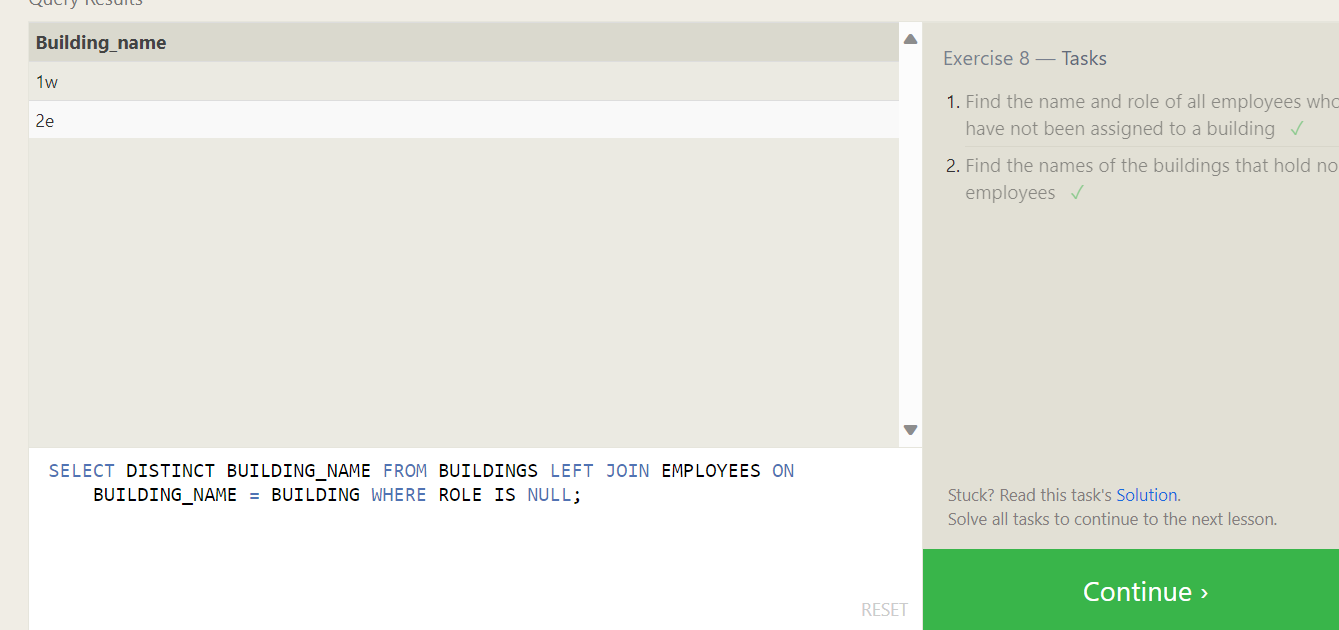 Query Results
Building_name
1w
2e
SELECT DISTINCT BUILDING_NAME FROM BUILDINGS LEFT JOIN EMPLOYEES ON
BUILDING_NAME = BUILDING WHERE ROLE IS NULL;
RESET
Exercise 8 — Tasks
1. Find the name and role of all employees who
have not been assigned to a building ✓
2. Find the names of the buildings that hold no
employees ✓
Stuck? Read this task's Solution.
Solve all tasks to continue to the next lesson.
Continue ›